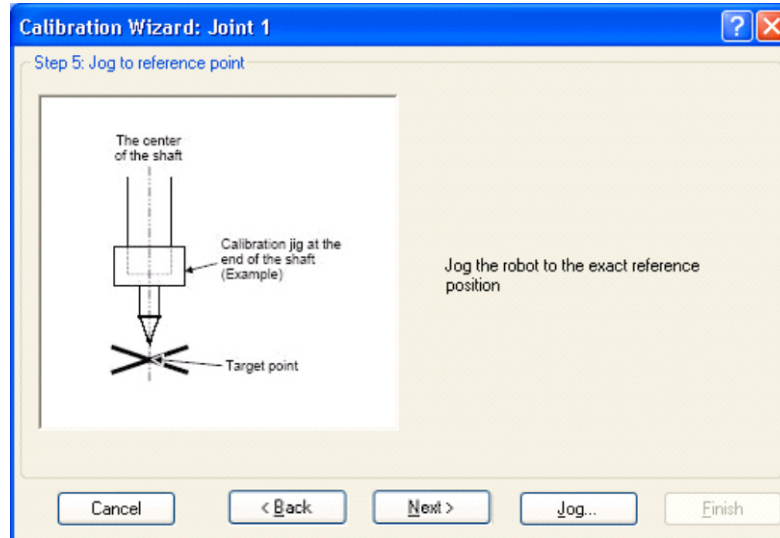 Calibration Wizard: Joint 1
Step 5: Jog to reference point
The center
of the shaft
Calibration jig at the
end of the shaft
(Example)
Target point
Jog the robot to the exact reference
position
Cancel
< Back
Next >
Jog...
Finish